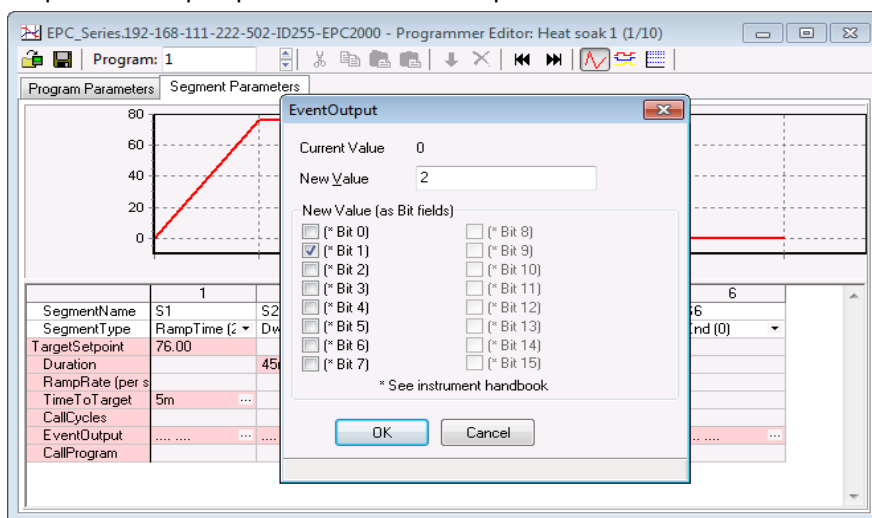 EPC_Series.192-168-111-222-502-ID255-EPC2000 - Programmer Editor: Heat soak 1 (1/10)
Program: 1
Program Parameters Segment Parameters
80
60
40
20
0
EventOutput
Current Value 0
New Value 2
New Value (as Bit fields)
(* Bit 0) (* Bit 8)
(* Bit 1) (* Bit 9)
(* Bit 2) (* Bit 10)
(* Bit 3) (* Bit 11)
(* Bit 4) (* Bit 12)
(* Bit 5) (* Bit 13)
(* Bit 6) (* Bit 14)
(* Bit 7) (* Bit 15)
* See instrument handbook
OK Cancel
1 6
SegmentName S1 S2
SegmentType RampTime (2
TargetSetpoint 76.00
Duration
RampRate (per s
TimeToTarget 5m ...
CallCycles
EventOutput .... .... ...
CallProgram